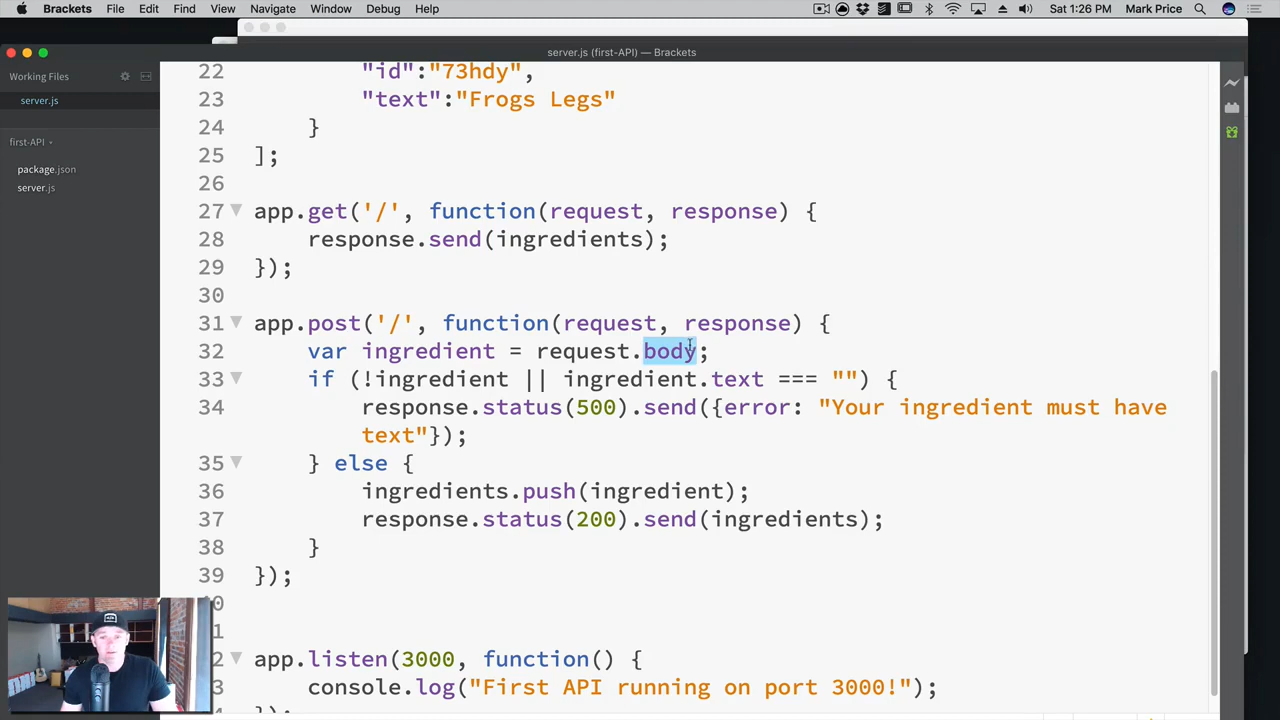 Brackets File Edit Find View Navigate Window Debug Help Sat 1:26 PM Mark Price
server.js (first-API) — Brackets
Working Files
server.js
first-API
package.json
server.js
22 "id":"73hdy",
23 "text":"Frogs Legs"
24 }
25 ];
26
27 app.get('/', function(request, response) {
28 response.send(ingredients);
29 });
30
31 app.post('/', function(request, response) {
32 var ingredient = request.body;
33 if (!ingredient || ingredient.text === "") {
34 response.status(500).send({error: "Your ingredient must have
text"});
35 } else {
36 ingredients.push(ingredient);
37 response.status(200).send(ingredients);
38 }
39 });
0
1
2 app.listen(3000, function() {
3 console.log("First API running on port 3000!");
});